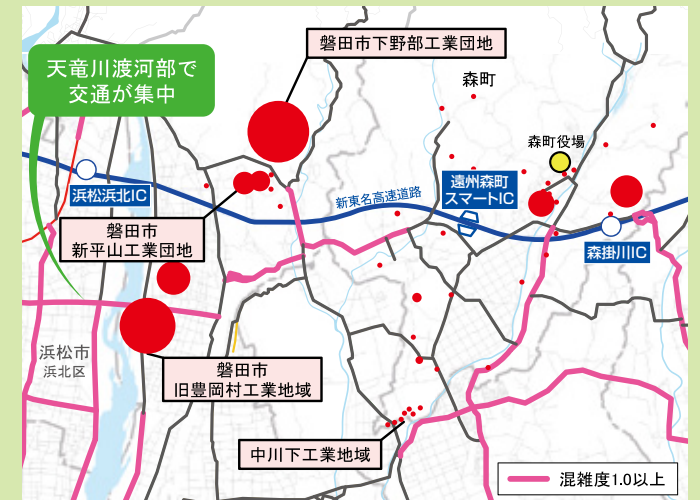 磐田市下野部工業団地
天竜川渡河部で
交通が集中
森町
森町役場
浜松浜北IC
新東名高速道路
遠州森町
スマートIC
磐田市
新平山工業団地
森掛川IC
浜松市
浜北区
磐田市
旧豊岡村工業地域
中川下工業地域
混雑度1.0以上